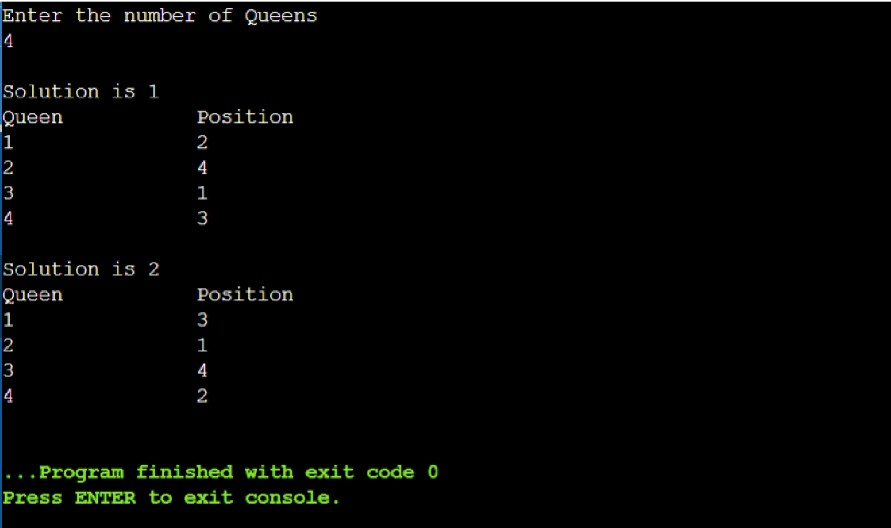 Enter the number of Queens
4
Solution is 1
Queen Position
1 2
2 4
3 1
4 3
Solution is 2
Queen Position
1 3
2 1
3 4
4 2
...Program finished with exit code 0
Press ENTER to exit console.